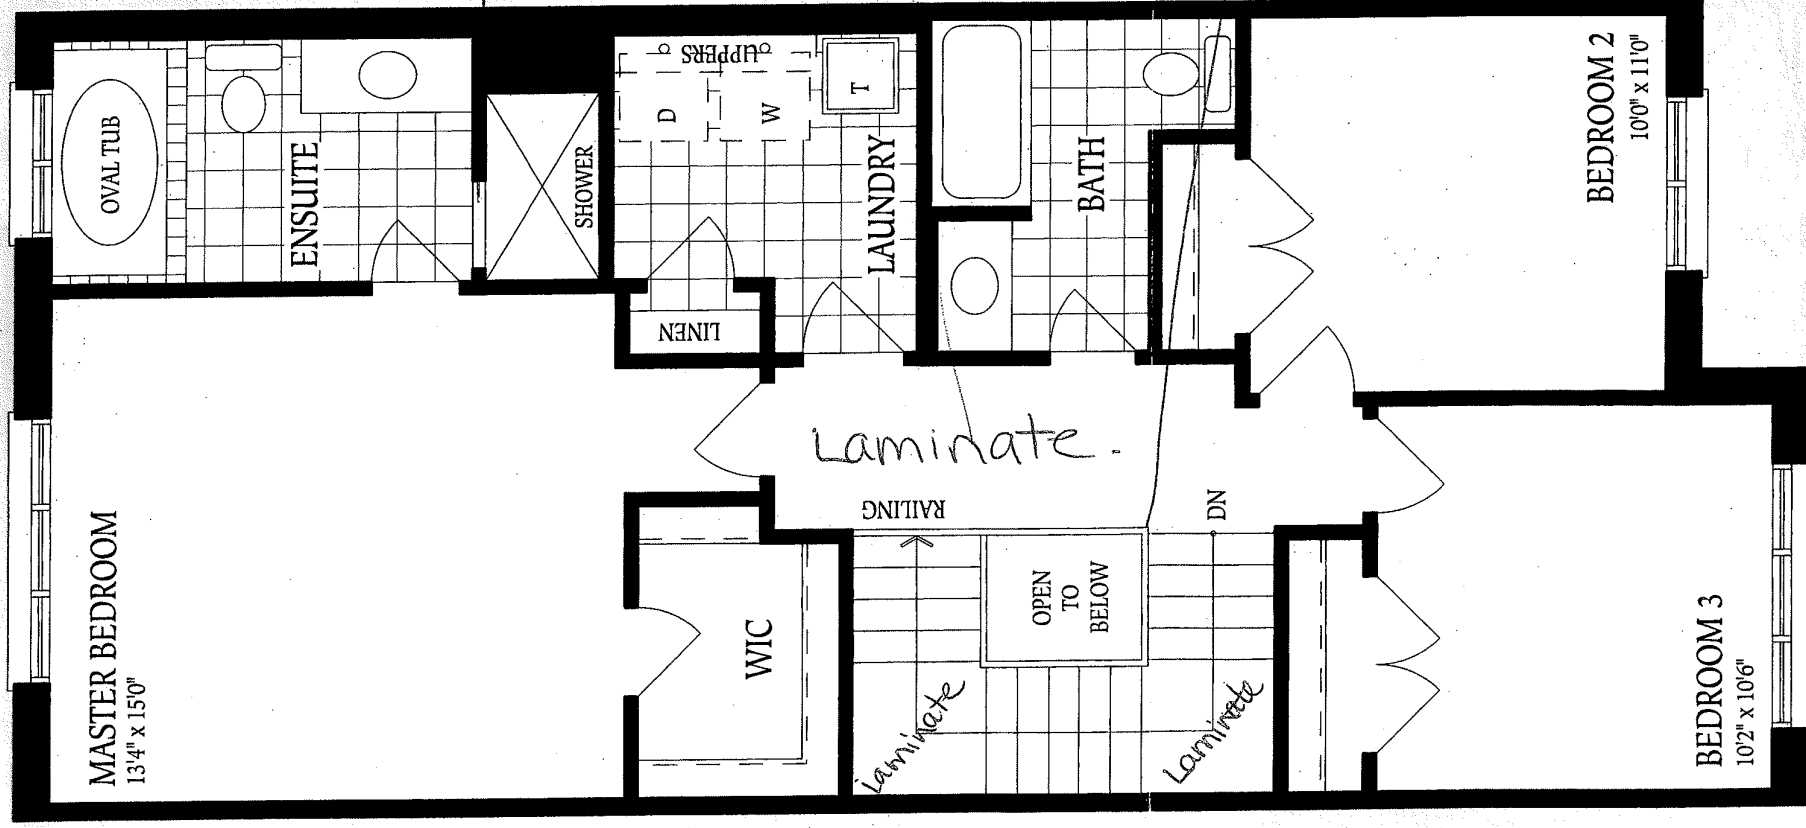 OVAL TUB
ENSUITE
SHOWER
UPPERS
D
W
T
LAUNDRY
LINEN
BATH
BEDROOM 2
10'0" x 11'0"
Laminate.
RAILING
DN
OPEN
TO
BELOW
MASTER BEDROOM
13'4" x 15'0"
WIC
Laminate
Laminate
BEDROOM 3
10'2" x 10'6"